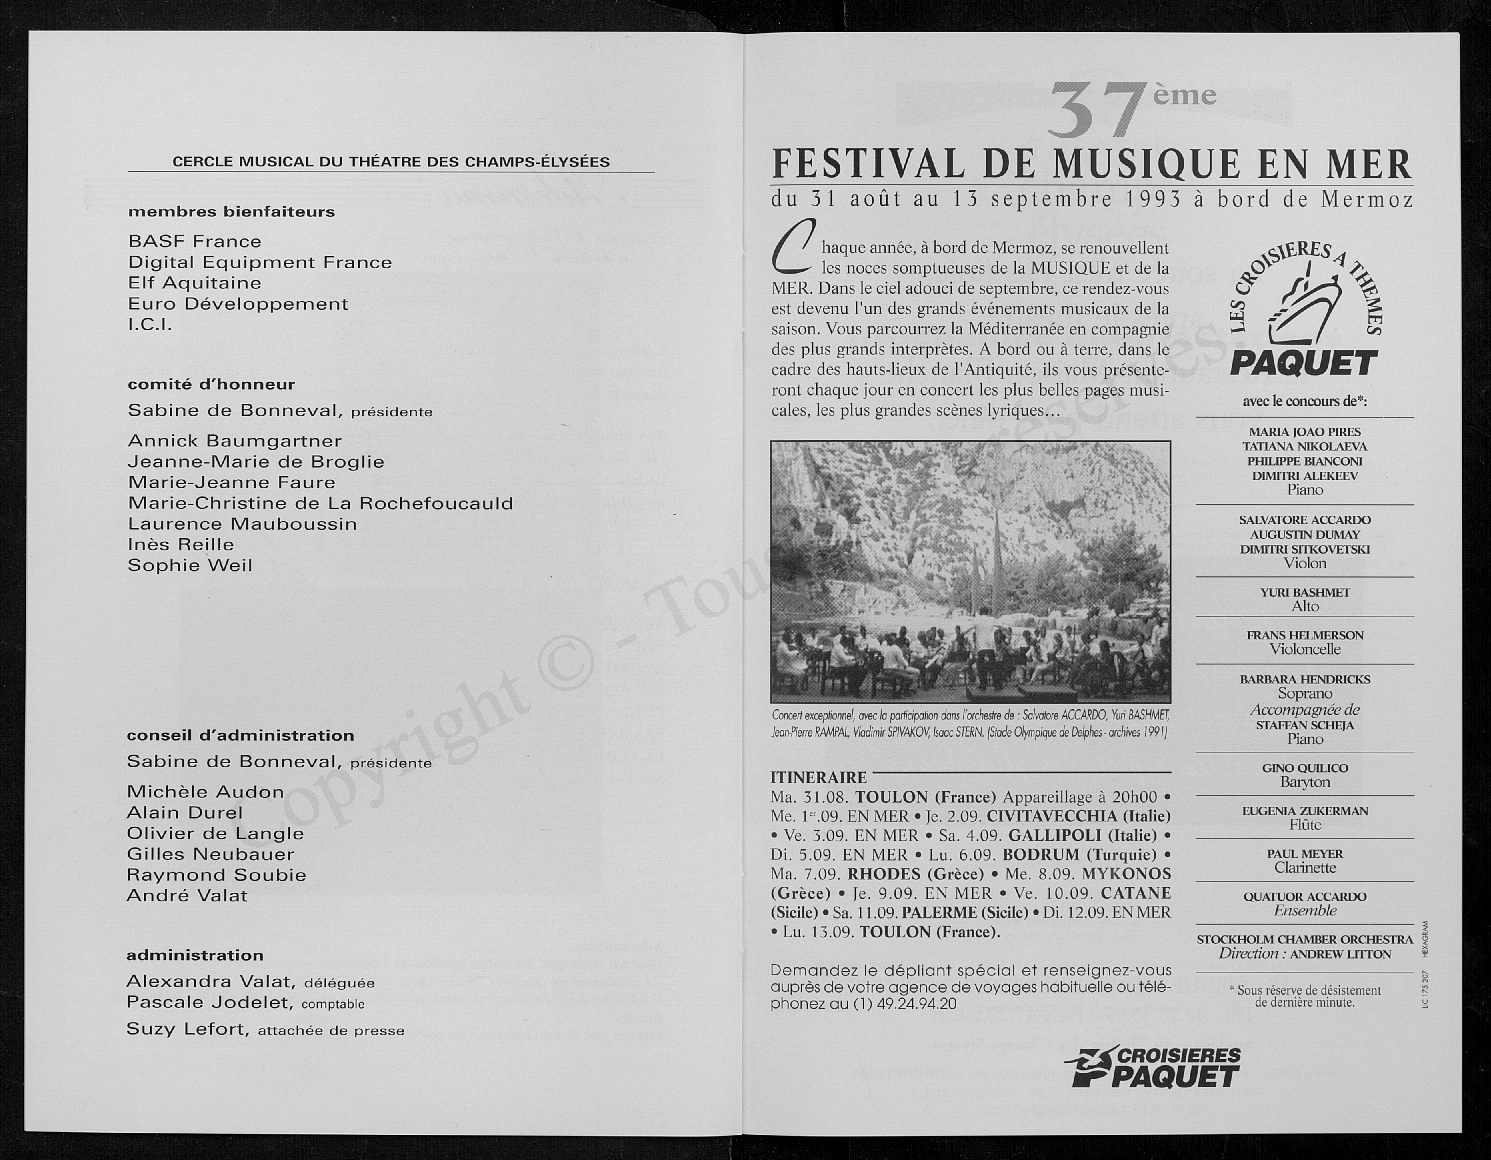 CERCLE MUSICAL DU THÉATRE DES CHAMPS-ÉLYSÉES
membres bienfaiteurs
BASF France
Digital Equipment France
Elf Aquitaine
Euro Développement
I.C.I.
comité d'honneur
Sabine de Bonneval, présidente
Annick Baumgartner
Jeanne-Marie de Broglie
Marie-Jeanne Faure
Marie-Christine de La Rochefoucauld
Laurence Mauboussin
Inès Reille
Sophie Weil
conseil d'administration
Sabine de Bonneval, présidente
Michèle Audon
Alain Durel
Olivier de Langle
Gilles Neubauer
Raymond Soubie
André Valat
administration
Alexandra Valat, déléguée
Pascale Jodelet, comptable
Suzy Lefort, attachée de presse
37ème
FESTIVAL DE MUSIQUE EN MER
du 31 août au 13 septembre 1993 à bord de Mermoz
Chaque année, à bord de Mermoz, se renouvellent
les noces somptueuses de la MUSIQUE et de la
MER. Dans le ciel adouci de septembre, ce rendez-vous
est devenu l'un des grands événements musicaux de la
saison. Vous parcourrez la Méditerranée en compagnie
des plus grands interprètes. A bord ou à terre, dans le
cadre des hauts-lieux de l'Antiquité, ils vous présente-
ront chaque jour en concert les plus belles pages musi-
cales, les plus grandes scènes lyriques...
Concert exceptionnel, avec la participation dans l'orchestre de : Salvatore ACCARDO, Yuri BASHMET,
Jean-Pierre RAMPAL, Vladimir SPIVAKOV, Isaac STERN. (Stade Olympique de Delphes - archives 1991)
ITINERAIRE
Ma. 31.08. TOULON (France) Appareillage à 20h00 •
Me. 1er.09. EN MER • Je. 2.09. CIVITAVECCHIA (Italie)
• Ve. 3.09. EN MER • Sa. 4.09. GALLIPOLI (Italie) •
Di. 5.09. EN MER • Lu. 6.09. BODRUM (Turquie) •
Ma. 7.09. RHODES (Grèce) • Me. 8.09. MYKONOS
(Grèce) • Je. 9.09. EN MER • Ve. 10.09. CATANE
(Sicile) • Sa. 11.09. PALERME (Sicile) • Di. 12.09. EN MER
• Lu. 13.09. TOULON (France).
Demandez le dépliant spécial et renseignez-vous
auprès de votre agence de voyages habituelle ou télé-
phonez au (1) 49.24.94.20
LES CROISIERES A THEMES
PAQUET
avec le concours de*:
MARIA JOAO PIRES
TATIANA NIKOLAEVA
PHILIPPE BIANCONI
DIMITRI ALEKEEV
Piano
SALVATORE ACCARDO
AUGUSTIN DUMAY
DIMITRI SITKOVETSKI
Violon
YURI BASHMET
Alto
FRANS HELMERSON
Violoncelle
BARBARA HENDRICKS
Soprano
Accompagnée de
STAFFAN SCHEJA
Piano
GINO QUILICO
Baryton
EUGENIA ZUKERMAN
Flûte
PAUL MEYER
Clarinette
QUATUOR ACCARDO
Ensemble
STOCKHOLM CHAMBER ORCHESTRA
Direction : ANDREW LITTON
* Sous réserve de désistement
de dernière minute.
LC 175 207 HEXAGRAM
CROISIERES
PAQUET
Copyright © - Tous réservés.